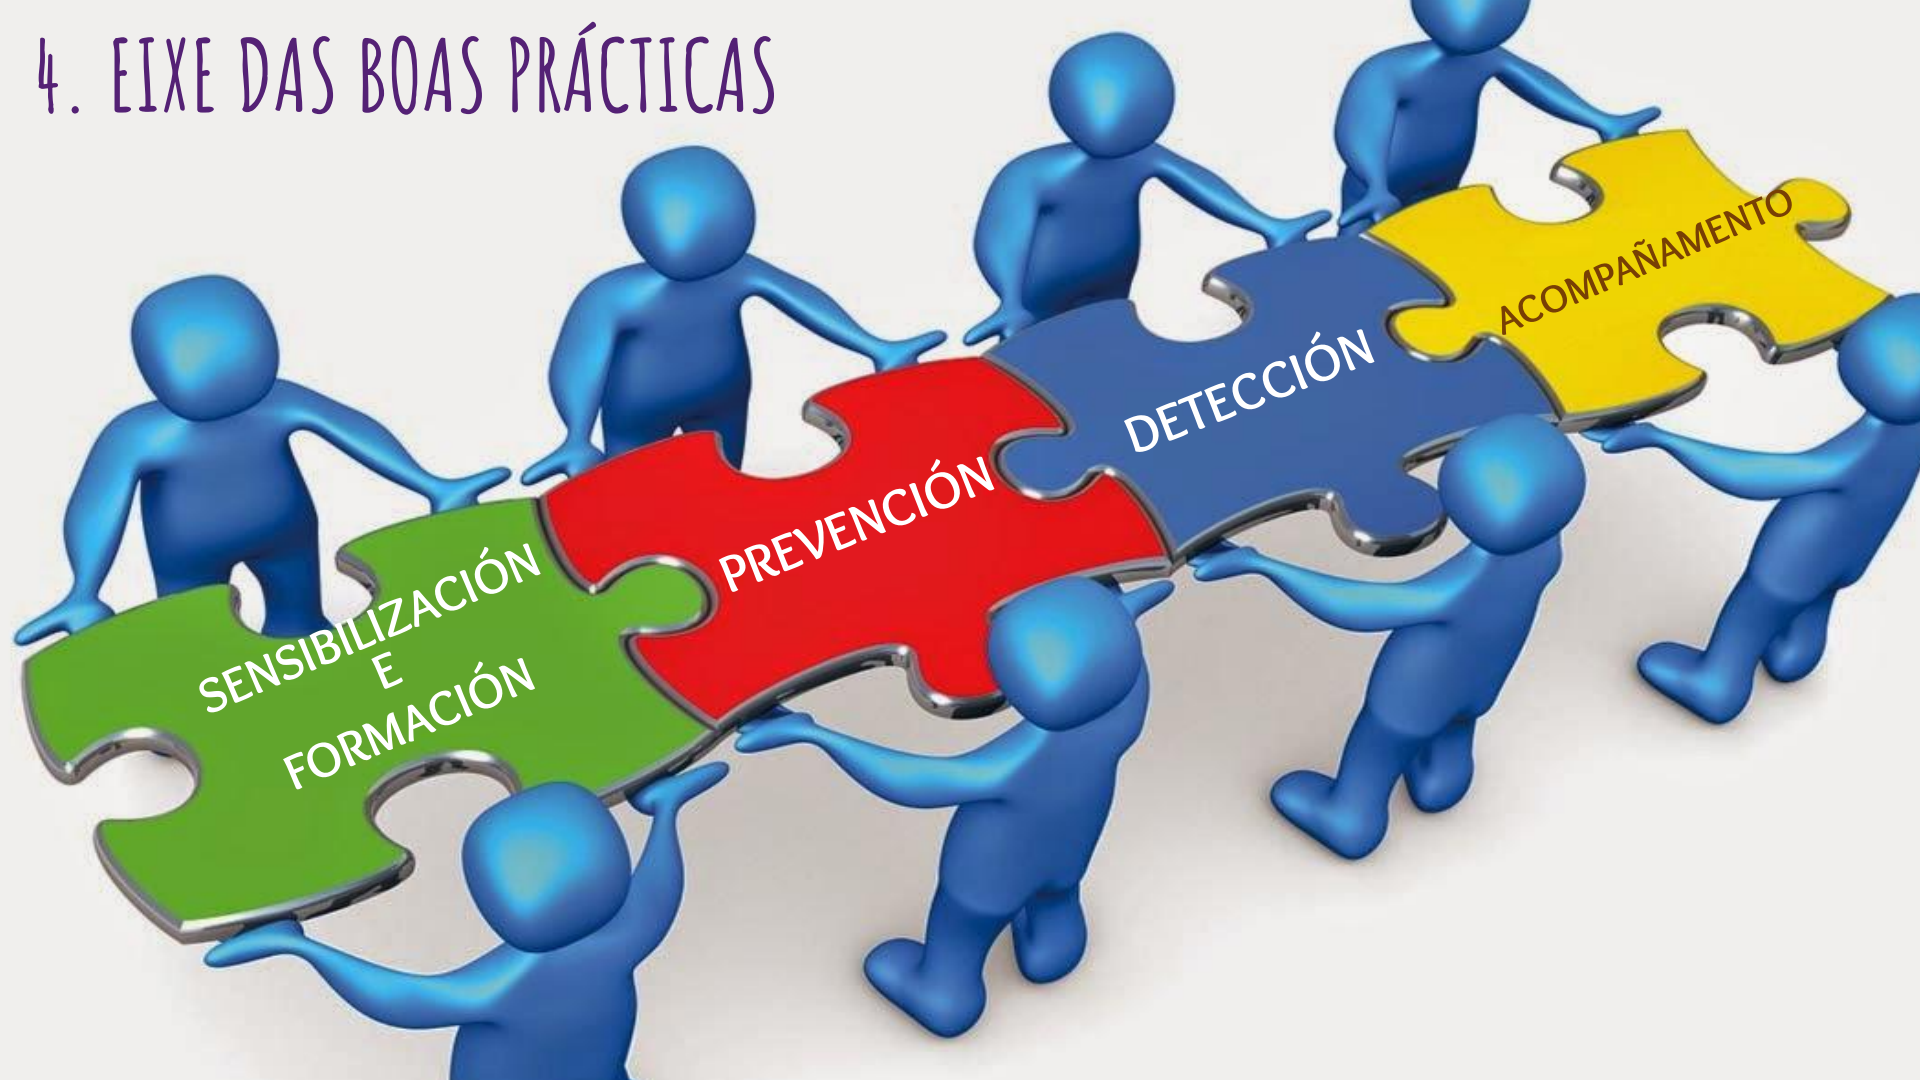 4. EIXE DAS BOAS PRÁCTICAS
SENSIBILIZACIÓN
E
FORMACIÓN
PREVENCIÓN
DETECCIÓN
ACOMPAÑAMENTO